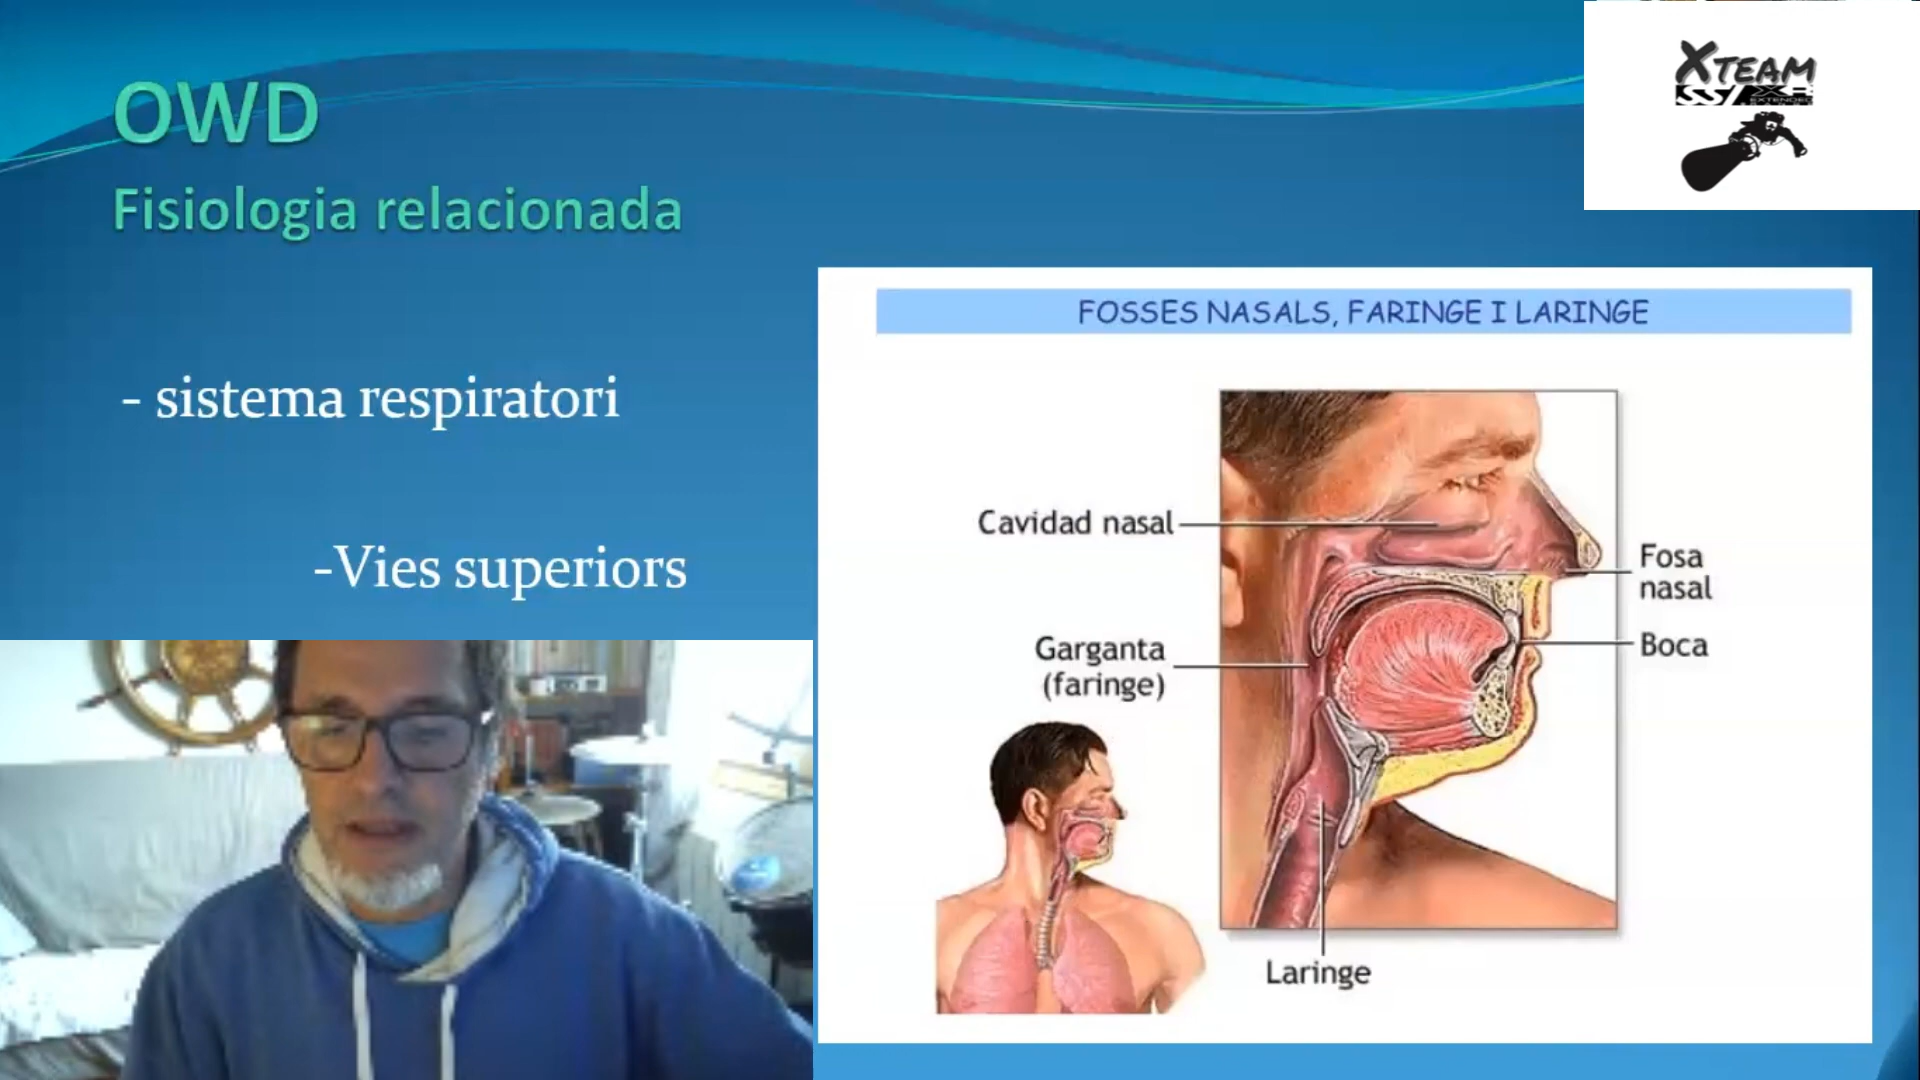 OWD
Fisiologia relacionada
- sistema respiratori
-Vies superiors
XTEAM
EXTENDED
FOSSES NASALS, FARINGE I LARINGE
Cavidad nasal
Fosa
nasal
Boca
Garganta
(faringe)
Laringe